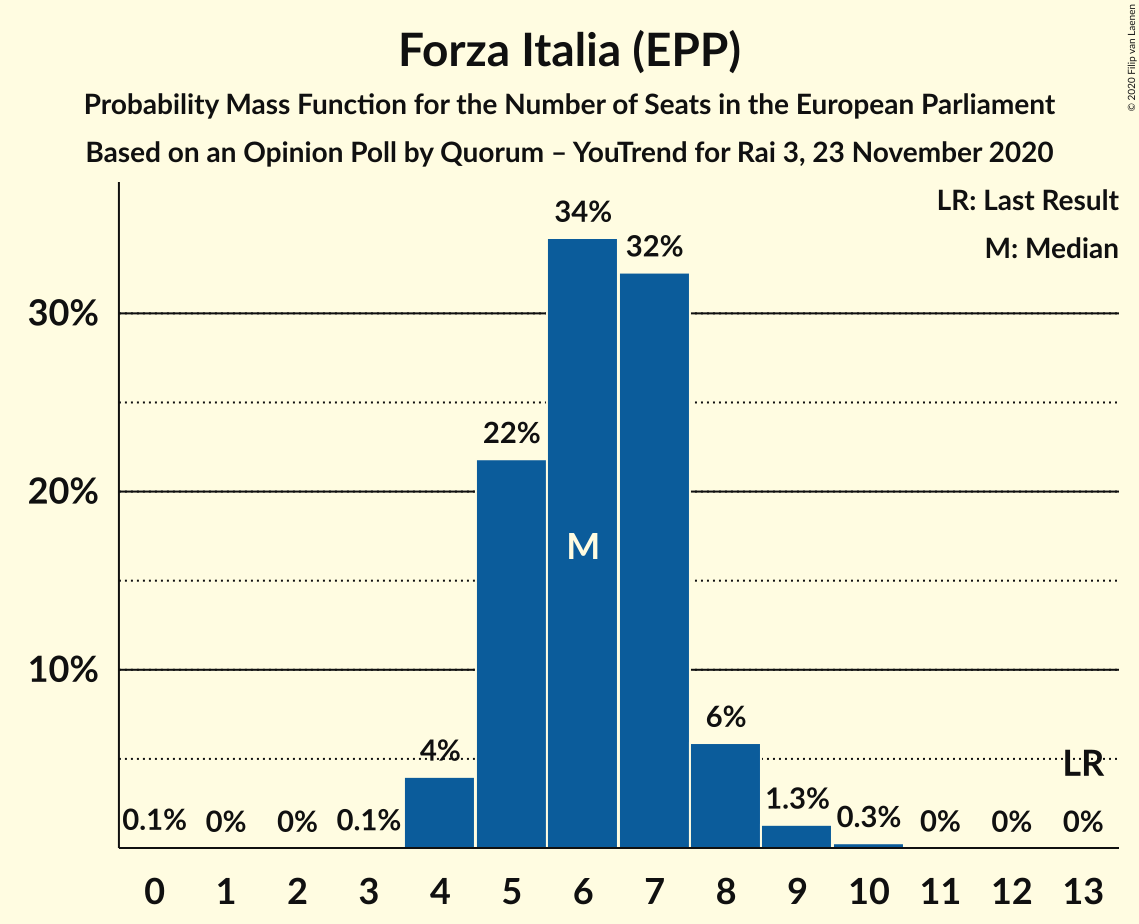 Forza Italia (EPP)
Probability Mass Function for the Number of Seats in the European Parliament
Based on an Opinion Poll by Quorum – YouTrend for Rai 3, 23 November 2020
© 2020 Filip van Laenen
LR: Last Result
M: Median
34%
32%
30%
22%
20%
M
10%
6%
4%
LR
1.3%
0.1% 0% 0% 0.1% 0.3% 0% 0% 0%
0 1 2 3 4 5 6 7 8 9 10 11 12 13